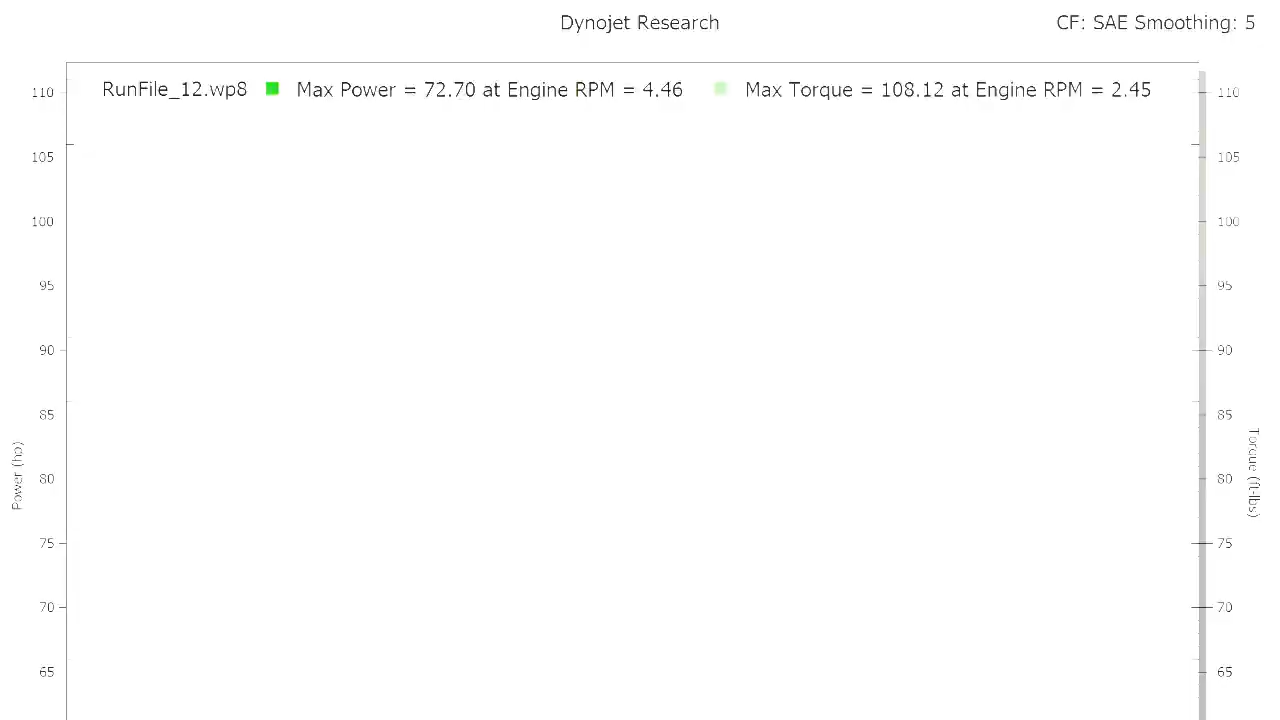 Dynojet Research
CF: SAE Smoothing: 5
RunFile_12.wp8 Max Power = 72.70 at Engine RPM = 4.46 Max Torque = 108.12 at Engine RPM = 2.45
110 110
105 105
100 100
95 95
90 90
85 85
80 80
75 75
70 70
65 65
Power (hp)
Torque (ft-lbs)